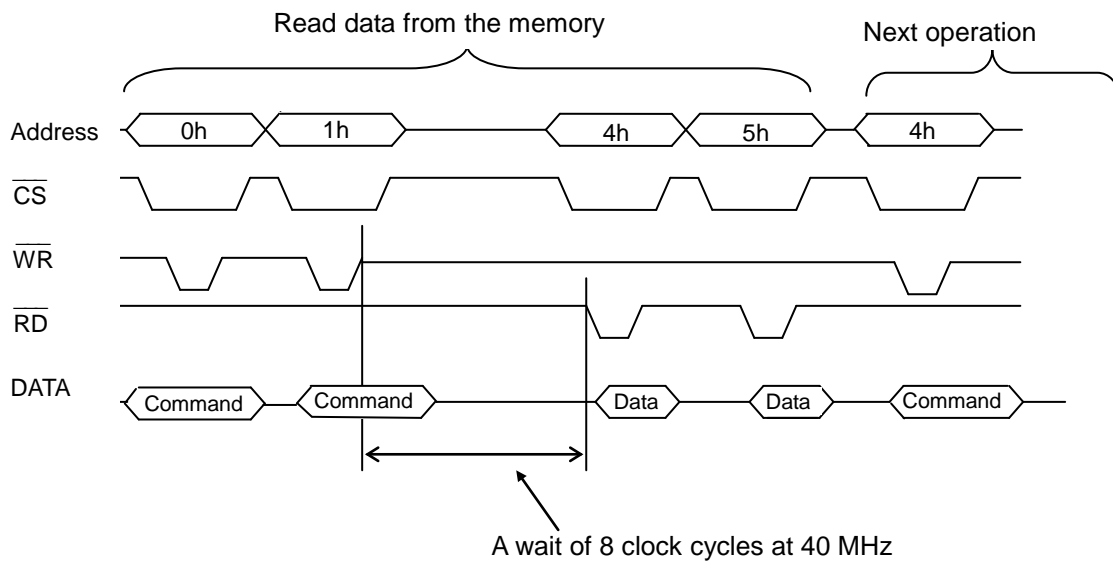 Read data from the memory
Next operation
Address 0h 1h 4h 5h 4h
CS
WR
RD
DATA Command Command Data Data Command
A wait of 8 clock cycles at 40 MHz